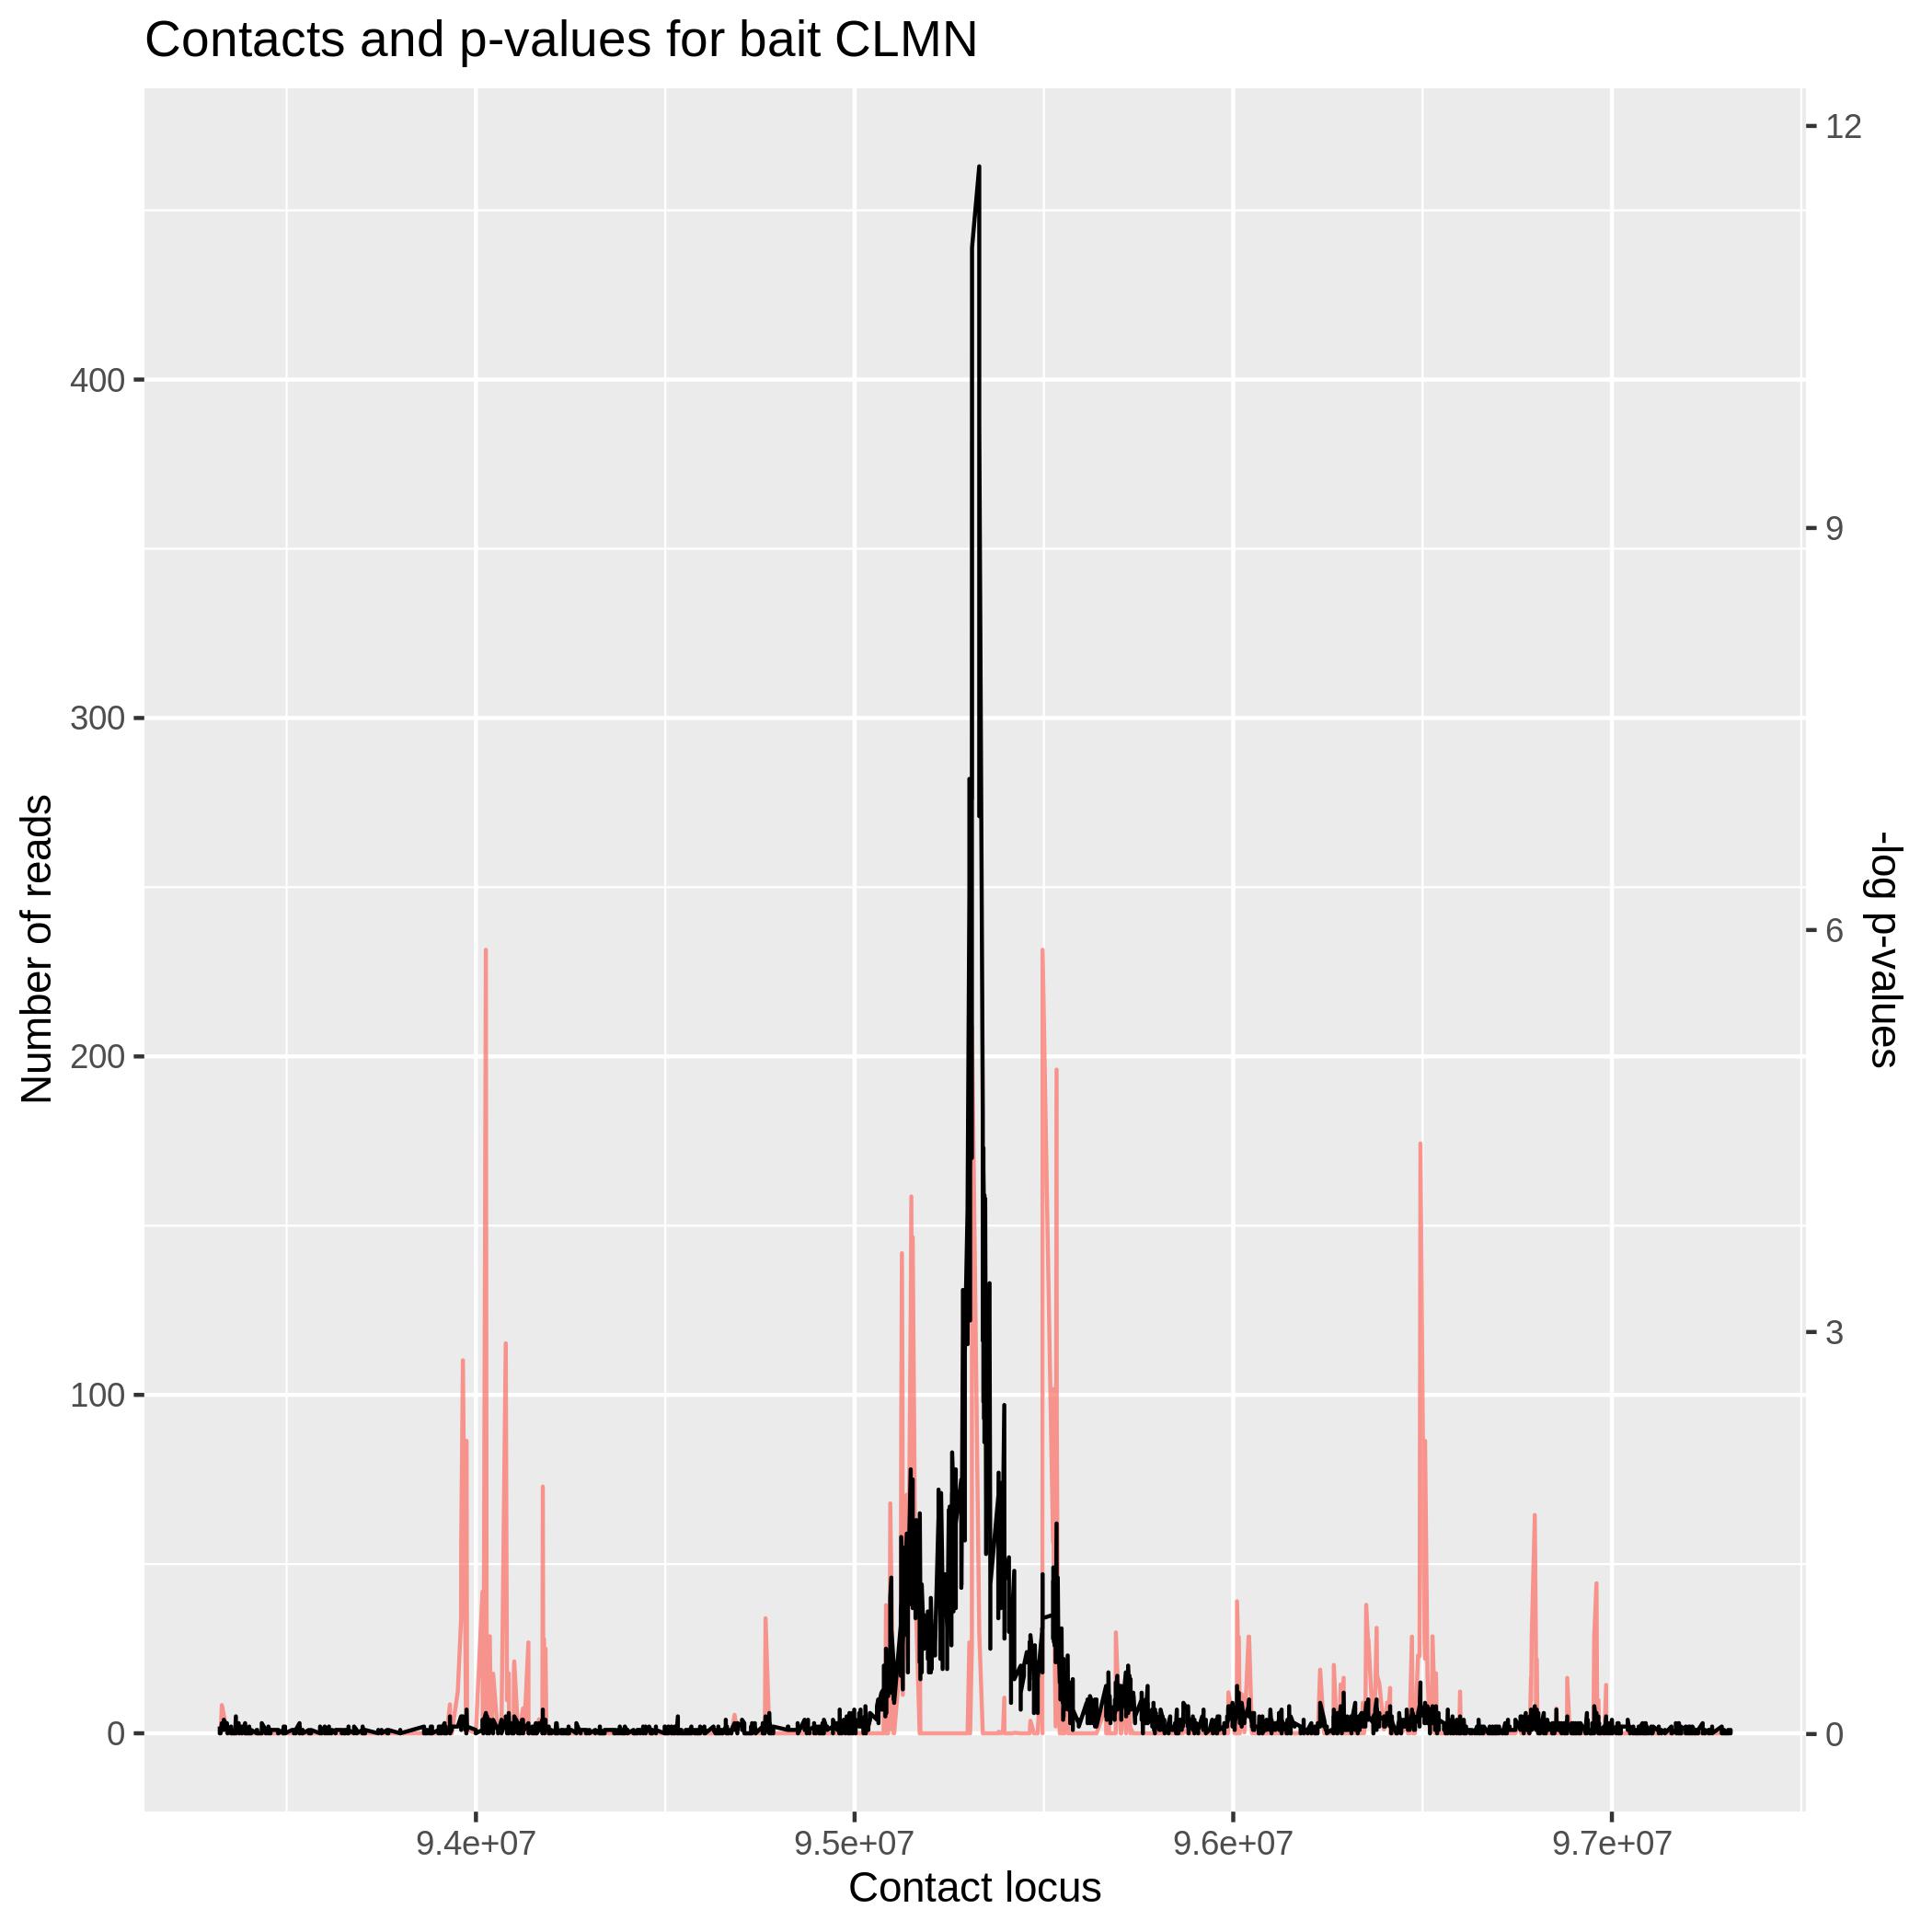 Contacts and p-values for bait CLMN
Number of reads
400
300
200
100
0
12
9
6
3
0
-log p-values
9.4e+07
9.5e+07
9.6e+07
9.7e+07
Contact locus